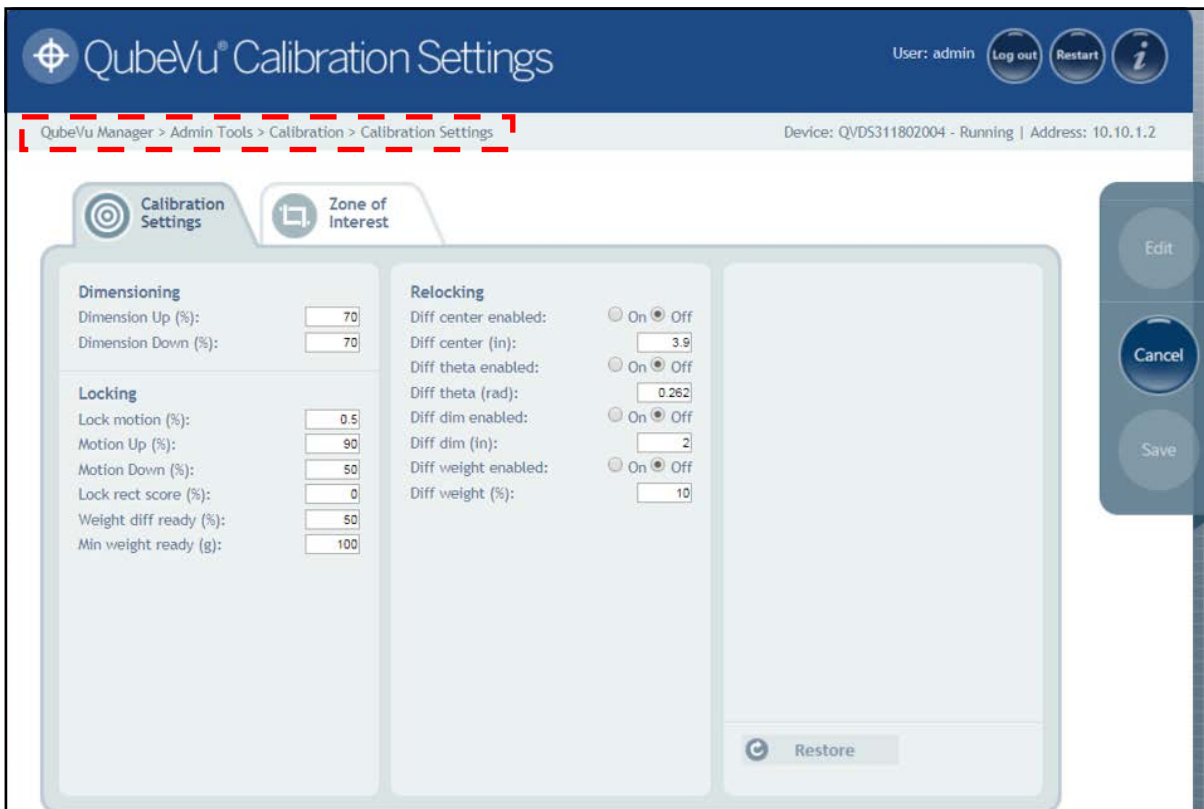 QubeVu® Calibration Settings
User: admin
Log out
Restart
i
QubeVu Manager > Admin Tools > Calibration > Calibration Settings
Device: QVDS311802004 - Running | Address: 10.10.1.2
Calibration
Settings
Zone of
Interest
Dimensioning
Dimension Up (%): 70
Dimension Down (%): 70
Locking
Lock motion (%): 0.5
Motion Up (%): 90
Motion Down (%): 50
Lock rect score (%): 0
Weight diff ready (%): 50
Min weight ready (g): 100
Relocking
Diff center enabled: On Off
Diff center (in): 3.9
Diff theta enabled: On Off
Diff theta (rad): 0.262
Diff dim enabled: On Off
Diff dim (in): 2
Diff weight enabled: On Off
Diff weight (%): 10
Restore
Edit
Cancel
Save